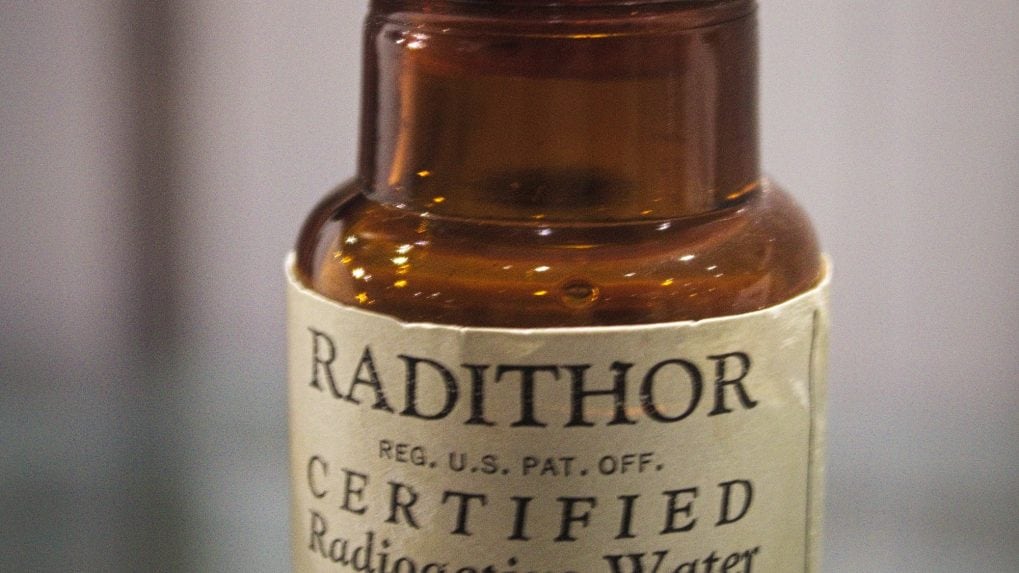 RADITHOR
REG. U.S. PAT. OFF.
CERTIFIED
Radioactive Water